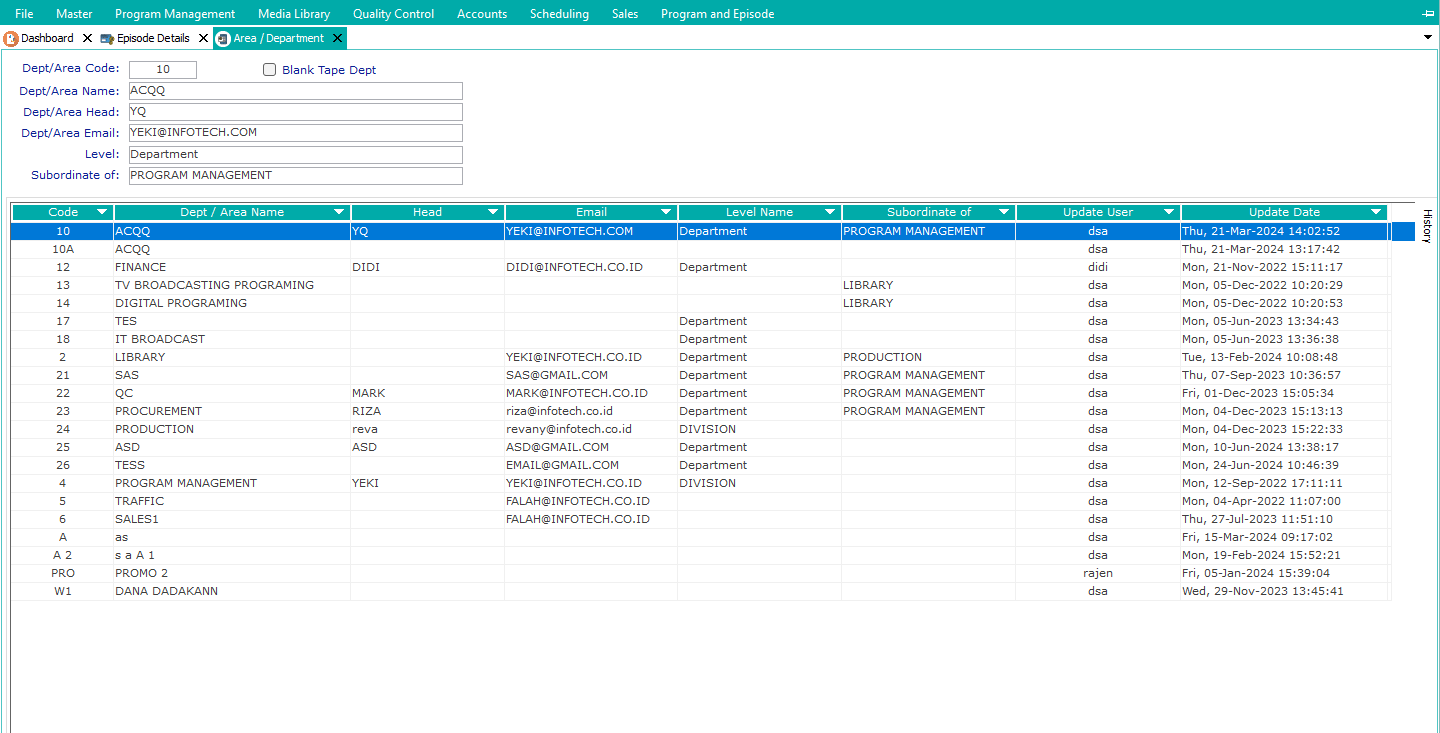 File Master Program Management Media Library Quality Control Accounts Scheduling Sales Program and Episode
Dashboard Episode Details Area / Department
Dept/Area Code: 10 Blank Tape Dept
Dept/Area Name: ACQQ
Dept/Area Head: YQ
Dept/Area Email: YEKI@INFOTECH.COM
Level: Department
Subordinate of: PROGRAM MANAGEMENT
Code Dept / Area Name Head Email Level Name Subordinate of Update User Update Date
History
10 ACQQ YQ YEKI@INFOTECH.COM Department PROGRAM MANAGEMENT dsa Thu, 21-Mar-2024 14:02:52
10A ACQQ dsa Thu, 21-Mar-2024 13:17:42
12 FINANCE DIDI DIDI@INFOTECH.CO.ID Department didi Mon, 21-Nov-2022 15:11:17
13 TV BROADCASTING PROGRAMING LIBRARY dsa Mon, 05-Dec-2022 10:20:29
14 DIGITAL PROGRAMING LIBRARY dsa Mon, 05-Dec-2022 10:20:53
17 TES Department dsa Mon, 05-Jun-2023 13:34:43
18 IT BROADCAST Department dsa Mon, 05-Jun-2023 13:36:38
2 LIBRARY YEKI@INFOTECH.CO.ID Department PRODUCTION dsa Tue, 13-Feb-2024 10:08:48
21 SAS SAS@GMAIL.COM Department PROGRAM MANAGEMENT dsa Thu, 07-Sep-2023 10:36:57
22 QC MARK MARK@INFOTECH.CO.ID Department PROGRAM MANAGEMENT dsa Fri, 01-Dec-2023 15:05:34
23 PROCUREMENT RIZA riza@infotech.co.id Department PROGRAM MANAGEMENT dsa Mon, 04-Dec-2023 15:13:13
24 PRODUCTION reva revany@infotech.co.id DIVISION dsa Mon, 04-Dec-2023 15:22:33
25 ASD ASD ASD@GMAIL.COM Department dsa Mon, 10-Jun-2024 13:38:17
26 TESS EMAIL@GMAIL.COM Department dsa Mon, 24-Jun-2024 10:46:39
4 PROGRAM MANAGEMENT YEKI YEKI@INFOTECH.CO.ID DIVISION dsa Mon, 12-Sep-2022 17:11:11
5 TRAFFIC FALAH@INFOTECH.CO.ID dsa Mon, 04-Apr-2022 11:07:00
6 SALES1 FALAH@INFOTECH.CO.ID dsa Thu, 27-Jul-2023 11:51:10
A as dsa Fri, 15-Mar-2024 09:17:02
A 2 s a A 1 dsa Mon, 19-Feb-2024 15:52:21
PRO PROMO 2 rajen Fri, 05-Jan-2024 15:39:04
W1 DANA DADAKANN dsa Wed, 29-Nov-2023 13:45:41